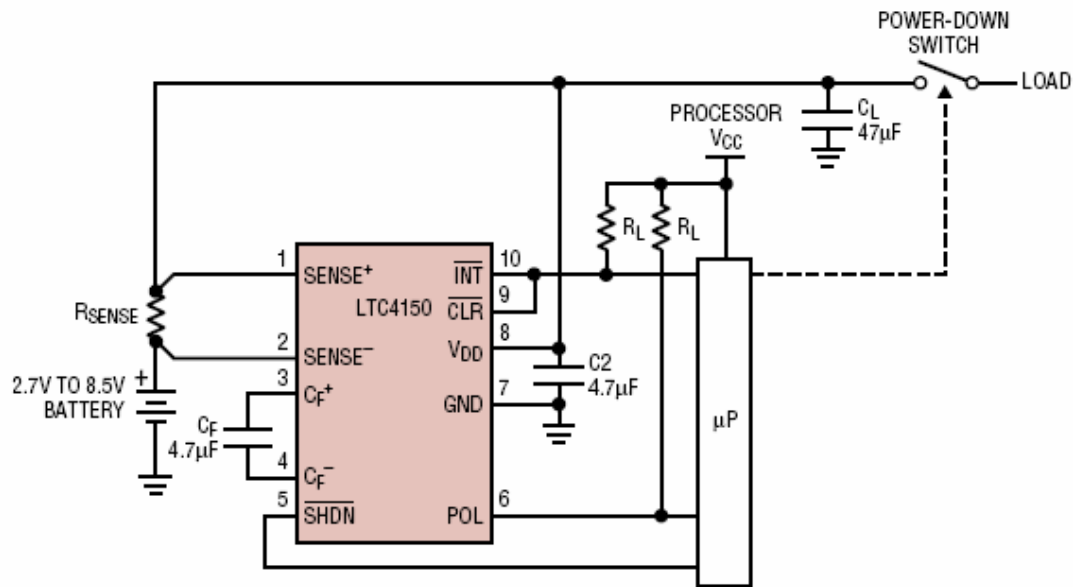 POWER-DOWN
SWITCH
LOAD
CL
47µF
PROCESSOR
VCC
RL
RL
1
SENSE+
INT
10
9
LTC4150
CLR
RSENSE
2
SENSE−
VDD
8
C2
4.7µF
3
CF+
GND
7
2.7V TO 8.5V
BATTERY
+
CF
4.7µF
4
CF−
µP
5
SHDN
POL
6